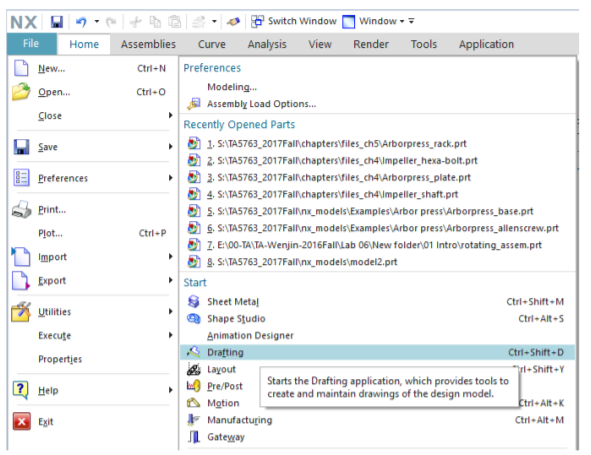 NX Switch Window Window
File Home Assemblies Curve Analysis View Render Tools Application
New... Ctrl+N
Open... Ctrl+O
Close
Save
Preferences
Print...
Plot... Ctrl+P
Import
Export
Utilities
Execute
Properties
Help
Exit
Preferences
Modeling...
Assembly Load Options...
Recently Opened Parts
1. S:\TA5763_2017Fall\chapters\files_ch5\Arborpress_rack.prt
2. S:\TA5763_2017Fall\chapters\files_ch4\Impeller_hexa-bolt.prt
3. S:\TA5763_2017Fall\chapters\files_ch4\Arborpress_plate.prt
4. S:\TA5763_2017Fall\chapters\files_ch4\Impeller_shaft.prt
5. S:\TA5763_2017Fall\nx_models\Examples\Arbor press\Arborpress_base.prt
6. S:\TA5763_2017Fall\nx_models\Examples\Arbor press\Arborpress_allenscrew.prt
7. E:\00-TA\TA-Wenjin-2016Fall\Lab 06\New folder\01 Intro\rotating_assem.prt
8. S:\TA5763_2017Fall\nx_models\model2.prt
Start
Sheet Metal Ctrl+Shift+M
Shape Studio Ctrl+Alt+S
Animation Designer
Drafting Ctrl+Shift+D
Layout Ctrl+Shift+Y
Pre/Post
Starts the Drafting application, which provides tools to
create and maintain drawings of the design model.
Motion Ctrl+Alt+K
Manufacturing Ctrl+Alt+M
Gateway